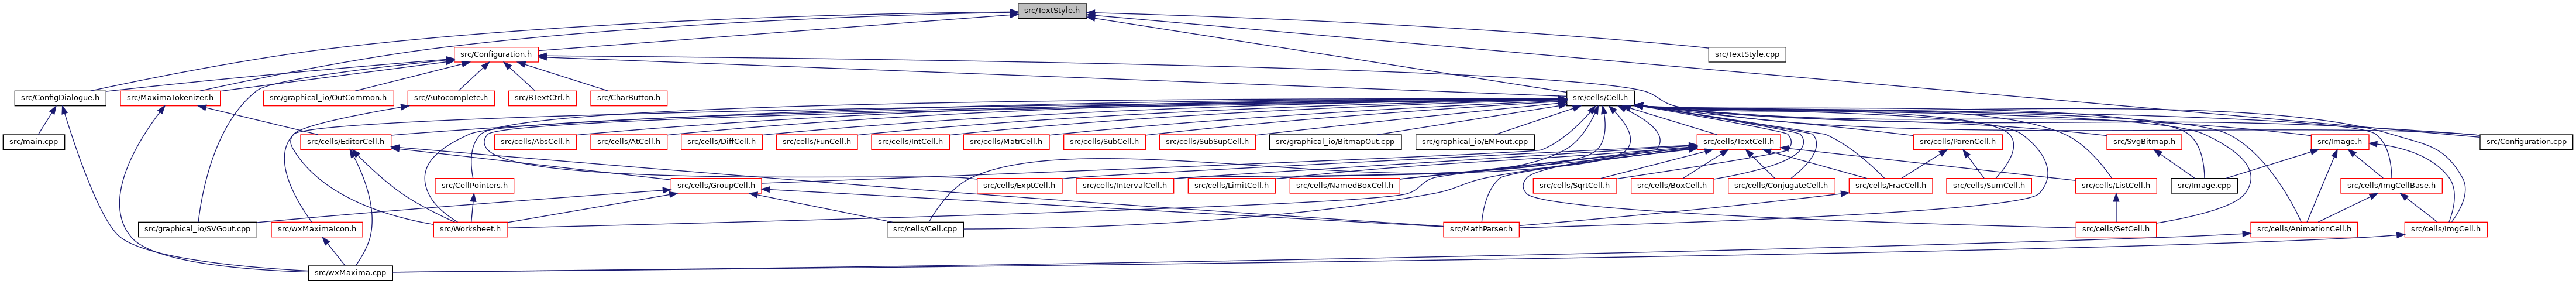 src/TextStyle.h
src/Configuration.h
src/TextStyle.cpp
src/ConfigDialogue.h
src/MaximaTokenizer.h
src/graphical_io/OutCommon.h
src/Autocomplete.h
src/BTextCtrl.h
src/CharButton.h
src/cells/Cell.h
src/main.cpp
src/cells/EditorCell.h
src/cells/AbsCell.h
src/cells/AtCell.h
src/cells/DiffCell.h
src/cells/FunCell.h
src/cells/IntCell.h
src/cells/MatrCell.h
src/cells/SubCell.h
src/cells/SubSupCell.h
src/graphical_io/BitmapOut.cpp
src/graphical_io/EMFout.cpp
src/cells/TextCell.h
src/cells/ParenCell.h
src/SvgBitmap.h
src/Image.h
src/Configuration.cpp
src/CellPointers.h
src/cells/GroupCell.h
src/cells/ExptCell.h
src/cells/IntervalCell.h
src/cells/LimitCell.h
src/cells/NamedBoxCell.h
src/cells/SqrtCell.h
src/cells/BoxCell.h
src/cells/ConjugateCell.h
src/cells/FracCell.h
src/cells/SumCell.h
src/cells/ListCell.h
src/Image.cpp
src/cells/ImgCellBase.h
src/graphical_io/SVGout.cpp
src/wxMaximaIcon.h
src/Worksheet.h
src/cells/Cell.cpp
src/MathParser.h
src/cells/SetCell.h
src/cells/AnimationCell.h
src/cells/ImgCell.h
src/wxMaxima.cpp